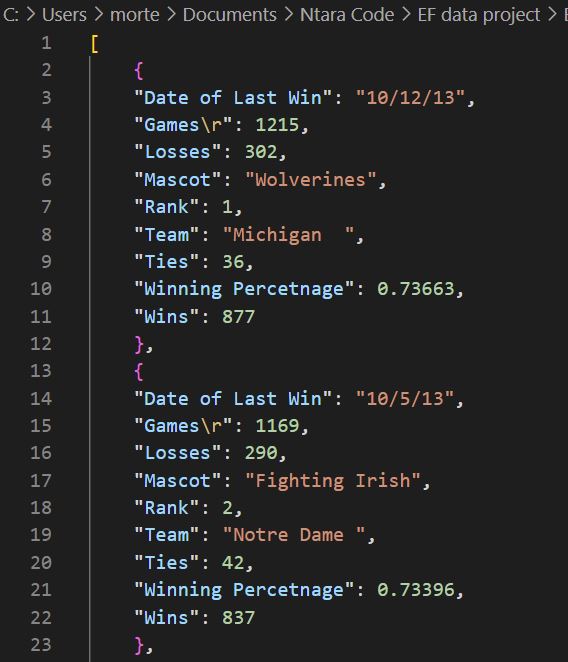 C: > Users > morte > Documents > Ntara Code > EF data project >
1 [
2 {
3 "Date of Last Win": "10/12/13",
4 "Games\r": 1215,
5 "Losses": 302,
6 "Mascot": "Wolverines",
7 "Rank": 1,
8 "Team": "Michigan  ",
9 "Ties": 36,
10 "Winning Percetnage": 0.73663,
11 "Wins": 877
12 },
13 {
14 "Date of Last Win": "10/5/13",
15 "Games\r": 1169,
16 "Losses": 290,
17 "Mascot": "Fighting Irish",
18 "Rank": 2,
19 "Team": "Notre Dame ",
20 "Ties": 42,
21 "Winning Percetnage": 0.73396,
22 "Wins": 837
23 },